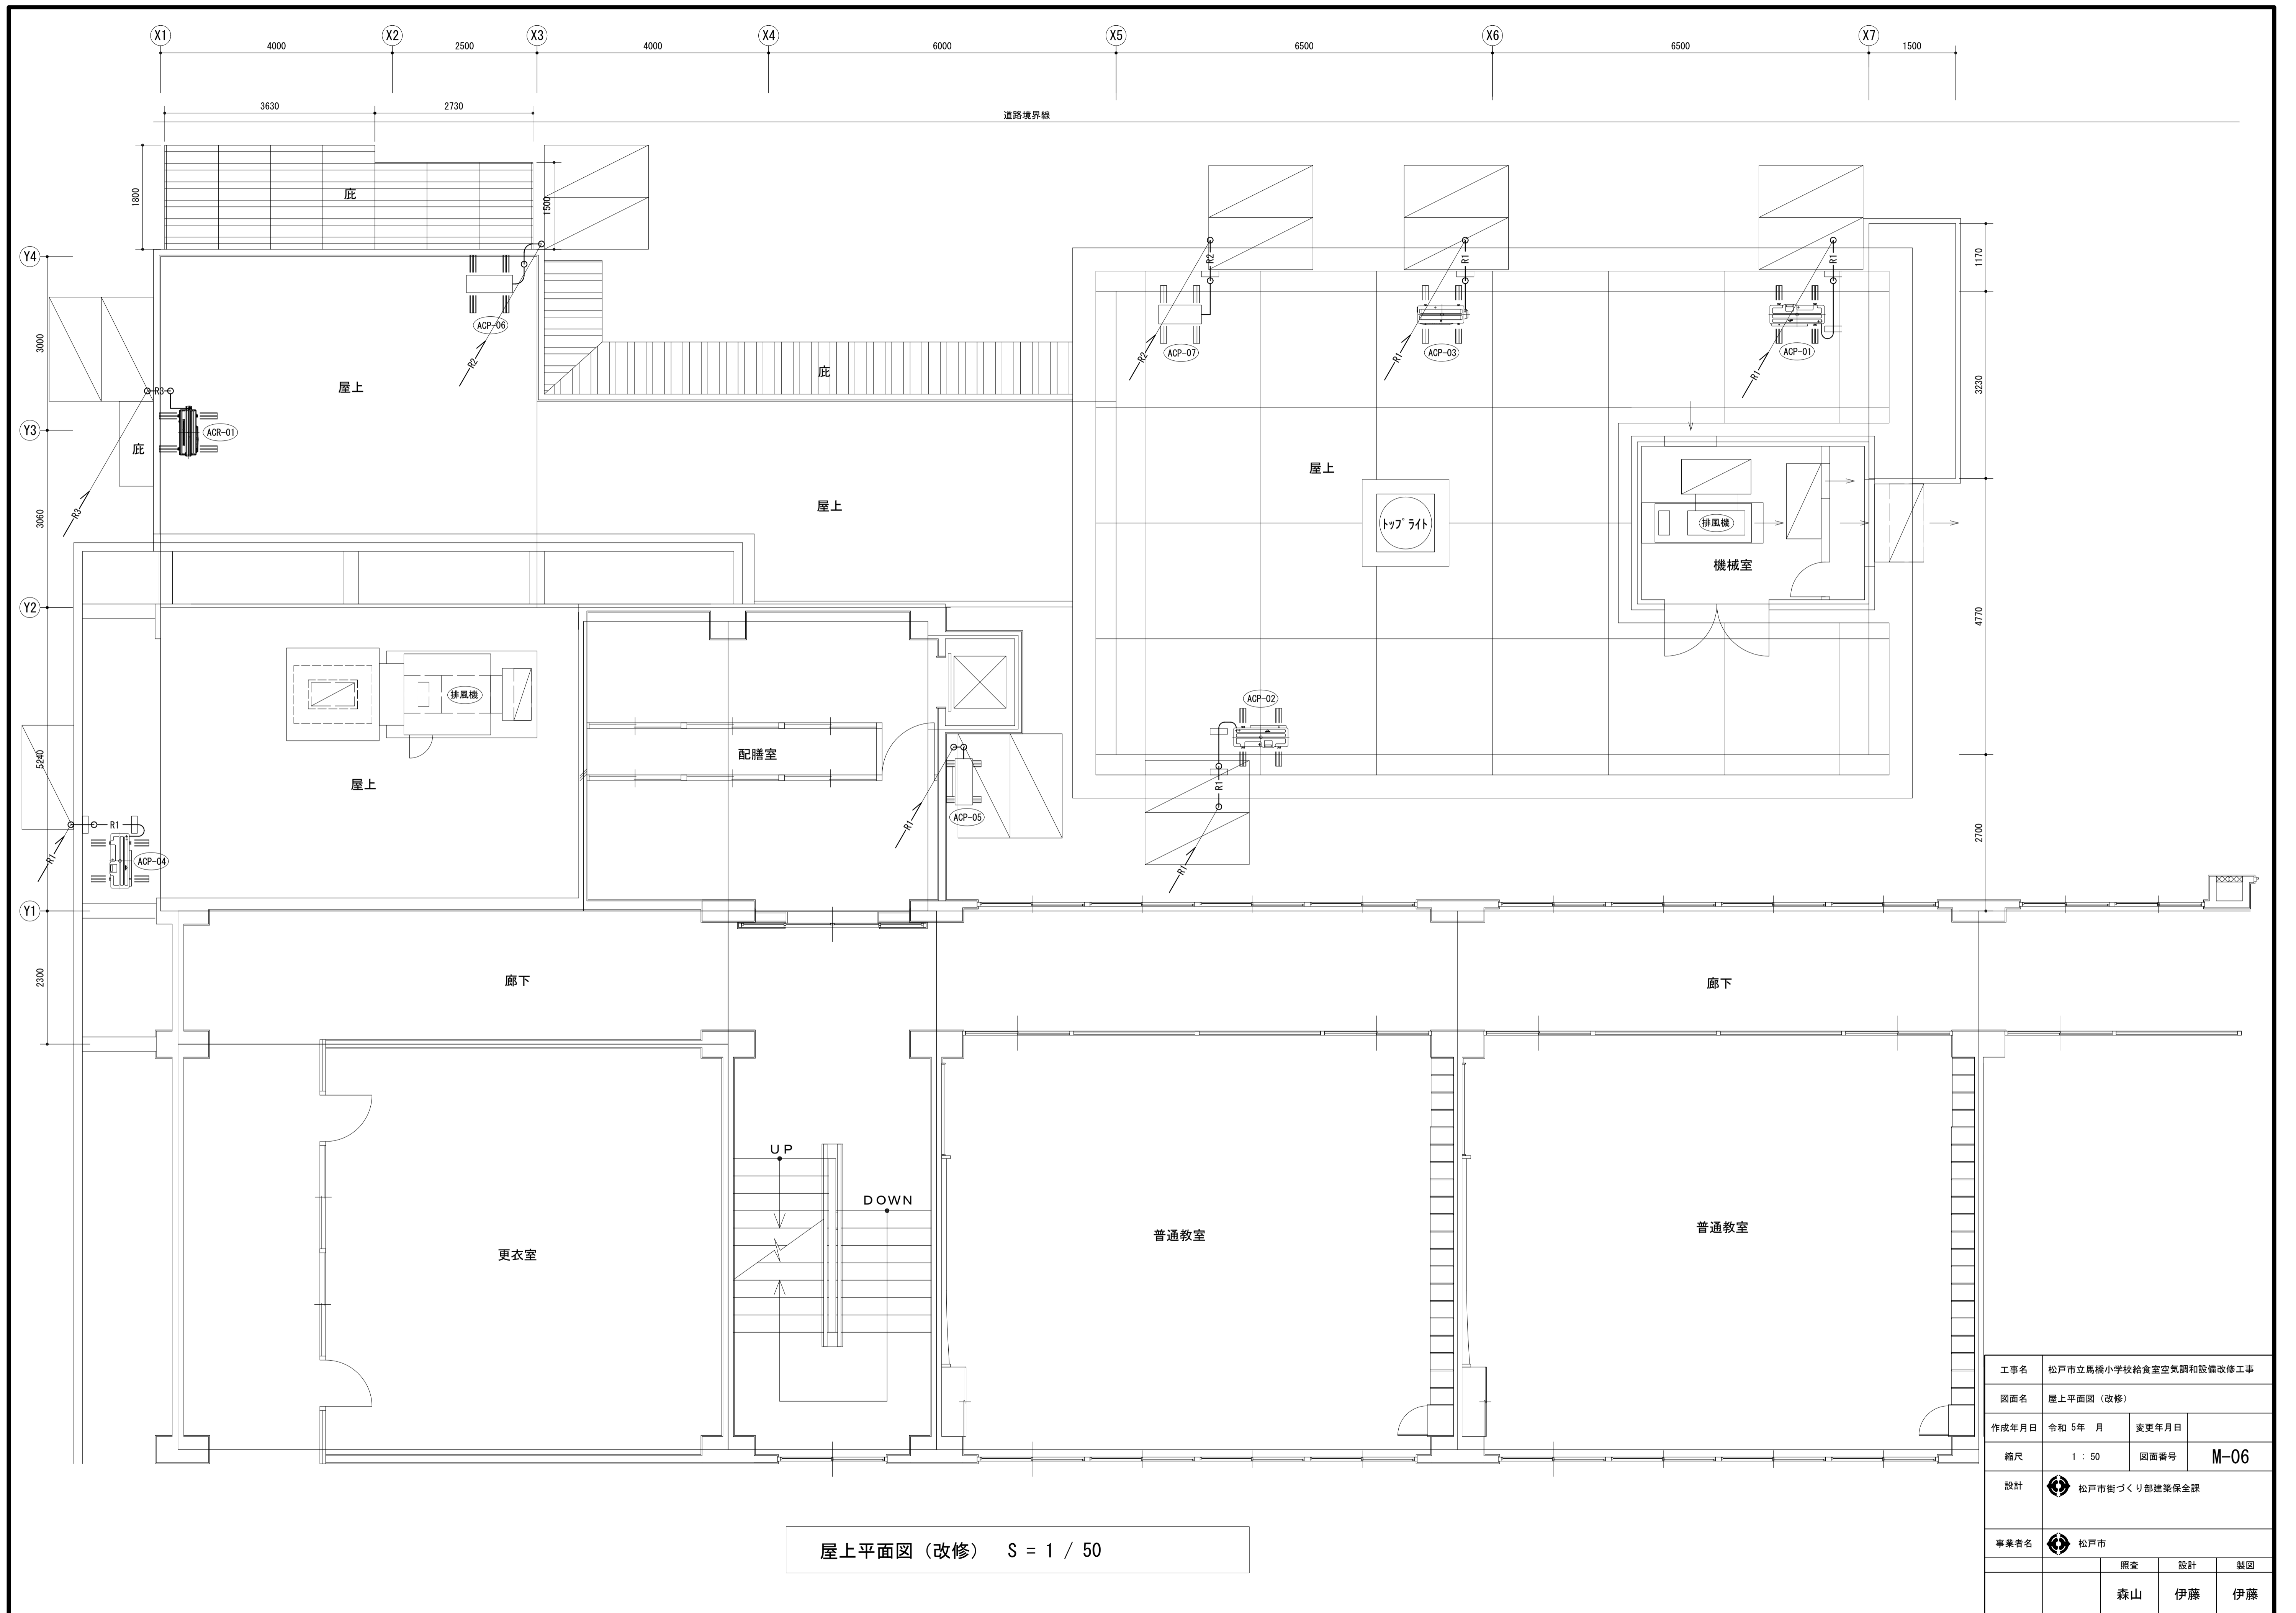 X1 X2 X3 X4 X5 X6 X7
4000 2500 4000 6000 6500 6500 1500
3630 2730
道路境界線
1800 庇 1500
Y4
R2 R1 R1
1170
ACP-06
R2
3000
ACP-07 ACP-03 ACP-01
R2 R1 R1
庇
屋上
3230
R3
Y3 ACR-01
庇
屋上
R3
屋上
3060
トップライト
排風機
機械室
Y2
4770
排風機
ACP-02
配膳室
5240
屋上
R1
R1
ACP-05
R1
R1
ACP-04
R1
2700
Y1
2300
廊下
廊下
UP
DOWN
更衣室
普通教室
普通教室
工事名 松戸市立馬橋小学校給食室空気調和設備改修工事
図面名 屋上平面図（改修）
作成年月日 令和 5年 月 変更年月日
縮尺 1 : 50 図面番号 M-06
設計 松戸市街づくり部建築保全課
事業者名 松戸市
照査 設計 製図
森山 伊藤 伊藤
屋上平面図（改修） S = 1 / 50